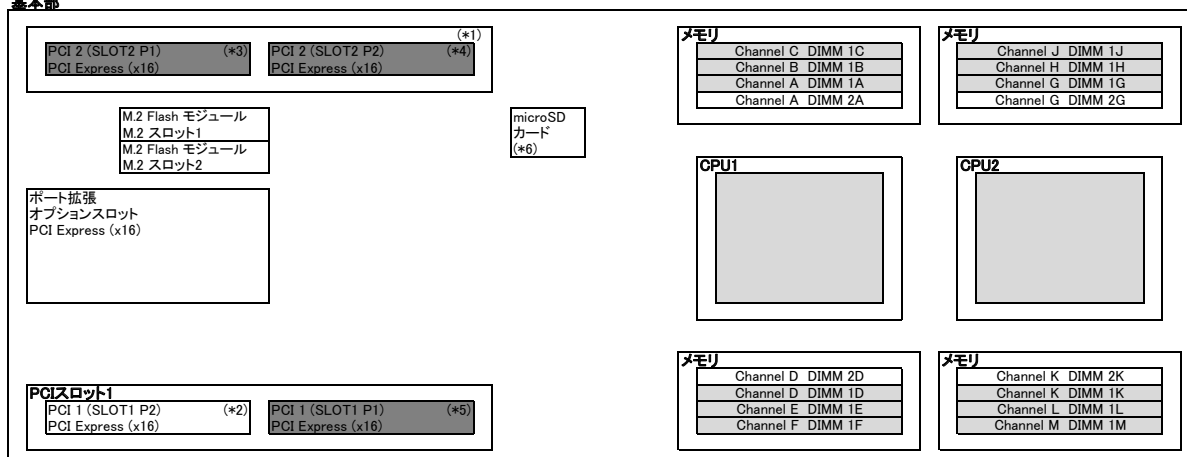 基本部
(*1)
PCI 2 (SLOT2 P1) (*3)
PCI Express (x16)
PCI 2 (SLOT2 P2) (*4)
PCI Express (x16)
メモリ
Channel C DIMM 1C
Channel B DIMM 1B
Channel A DIMM 1A
Channel A DIMM 2A
メモリ
Channel J DIMM 1J
Channel H DIMM 1H
Channel G DIMM 1G
Channel G DIMM 2G
M.2 Flash モジュール
M.2 スロット1
M.2 Flash モジュール
M.2 スロット2
microSD
カード
(*6)
CPU1
CPU2
ポート拡張
オプションスロット
PCI Express (x16)
PCIスロット1
PCI 1 (SLOT1 P2) (*2)
PCI Express (x16)
PCI 1 (SLOT1 P1) (*5)
PCI Express (x16)
メモリ
Channel D DIMM 2D
Channel D DIMM 1D
Channel E DIMM 1E
Channel F DIMM 1F
メモリ
Channel K DIMM 2K
Channel K DIMM 1K
Channel L DIMM 1L
Channel M DIMM 1M